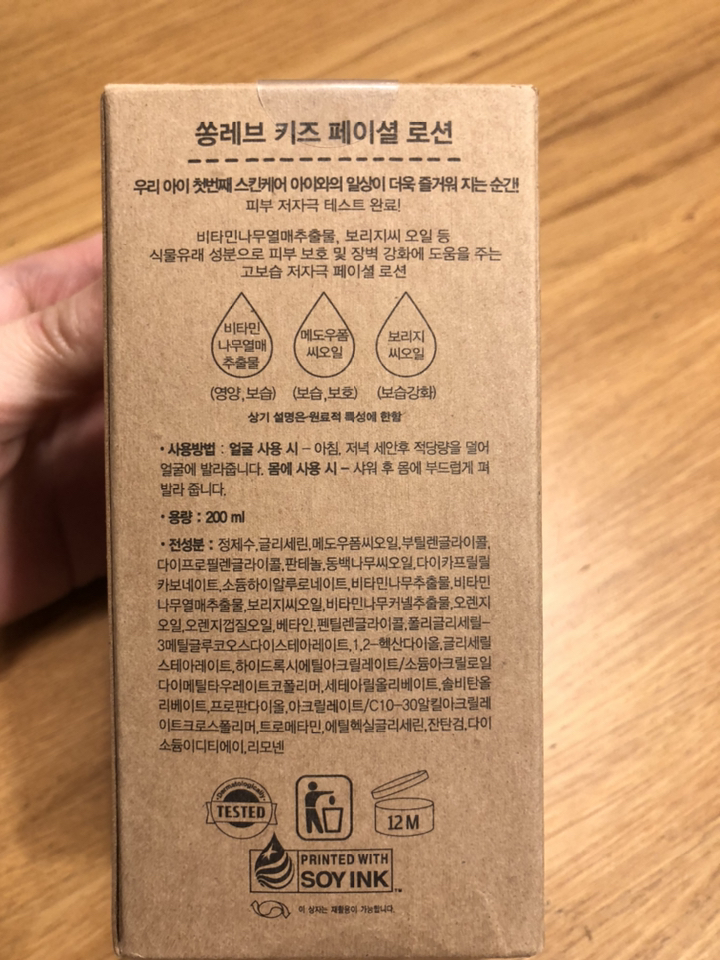 쏭레브 키즈 페이셜 로션
우리 아이 첫번째 스킨케어 아이와의 일상이 더욱 즐거워 지는 순간!
피부 저자극 테스트 완료!
비타민나무열매추출물, 보리지씨 오일 등
식물유래 성분으로 피부 보호 및 장벽 강화에 도움을 주는
고보습 저자극 페이셜 로션
비타민
나무열매
추출물
메도우폼
씨오일
보리지
씨오일
(영양, 보습) (보습, 보호) (보습강화)
상기 설명은 원료적 특성에 한함
• 사용방법 : 얼굴 사용 시 – 아침, 저녁 세안후 적당량을 덜어
얼굴에 발라줍니다. 몸에 사용 시 – 샤워 후 몸에 부드럽게 펴
발라 줍니다.
• 용량 : 200 ml
• 전성분 : 정제수,글리세린,메도우폼씨오일,부틸렌글라이콜,
다이프로필렌글라이콜,판테놀,동백나무씨오일,다이카프릴릴
카보네이트,소듐하이알루로네이트,비타민나무추출물,비타민
나무열매추출물,보리지씨오일,비타민나무커넬추출물,오렌지
오일,오렌지껍질오일,베타인,펜틸렌글라이콜,폴리글리세릴-
3메틸글루코오스다이스테아레이트,1,2-헥산다이올,글리세릴
스테아레이트,하이드록시에틸아크릴레이트/소듐아크릴로일
다이메틸타우레이트코폴리머,세테아릴올리베이트,솔비탄올
리베이트,프로판다이올,아크릴레이트/C10-30알킬아크릴레
이트크로스폴리머,트로메타민,에틸헥실글리세린,잔탄검,다이
소듐이디티에이,리모넨
Dermatologically
TESTED
12M
PRINTED WITH
SOY INK™
이 상자는 재활용이 가능합니다.